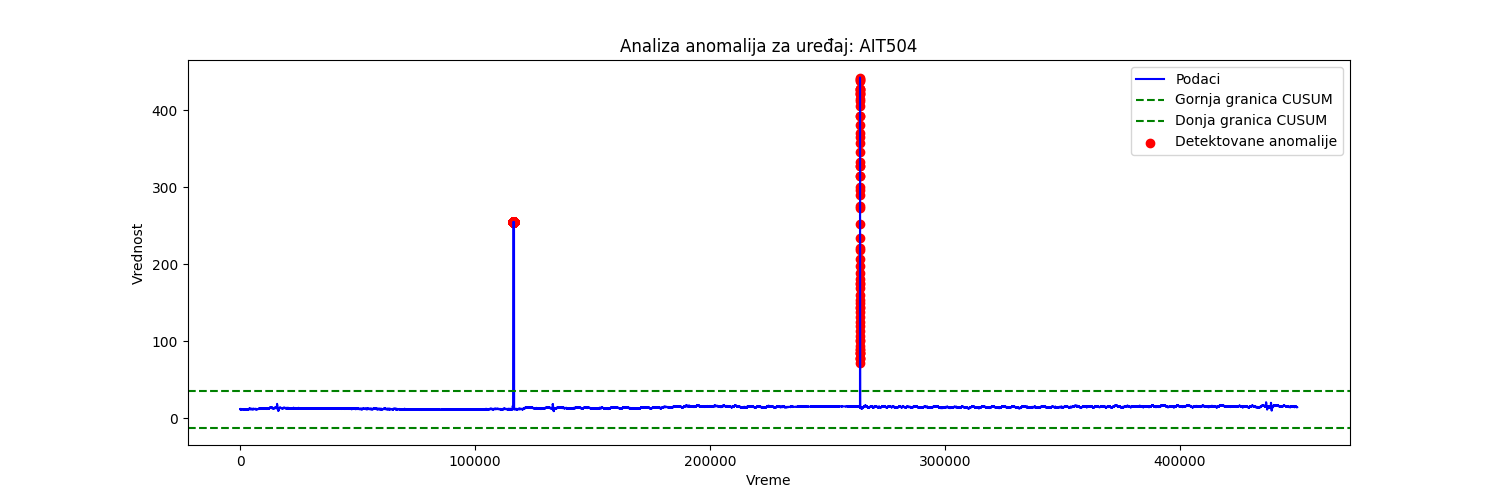 Analiza anomalija za uređaj: AIT504
Podaci
Gornja granica CUSUM
Donja granica CUSUM
Detektovane anomalije
Vrednost
400
300
200
100
0
0
100000
200000
300000
400000
Vreme